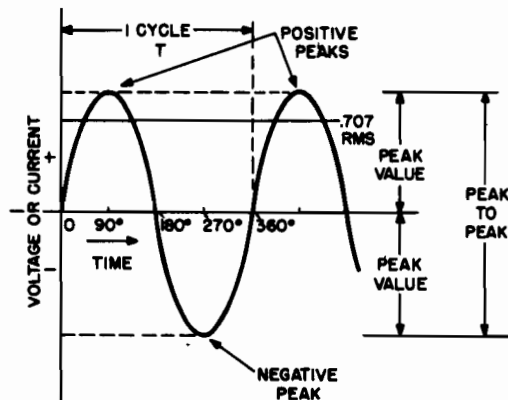 1 CYCLE
T
POSITIVE
PEAKS
.707
RMS
VOLTAGE OR CURRENT
+
-
PEAK
VALUE
PEAK
TO
PEAK
0 90° 180° 270° 360°
TIME
PEAK
VALUE
NEGATIVE
PEAK